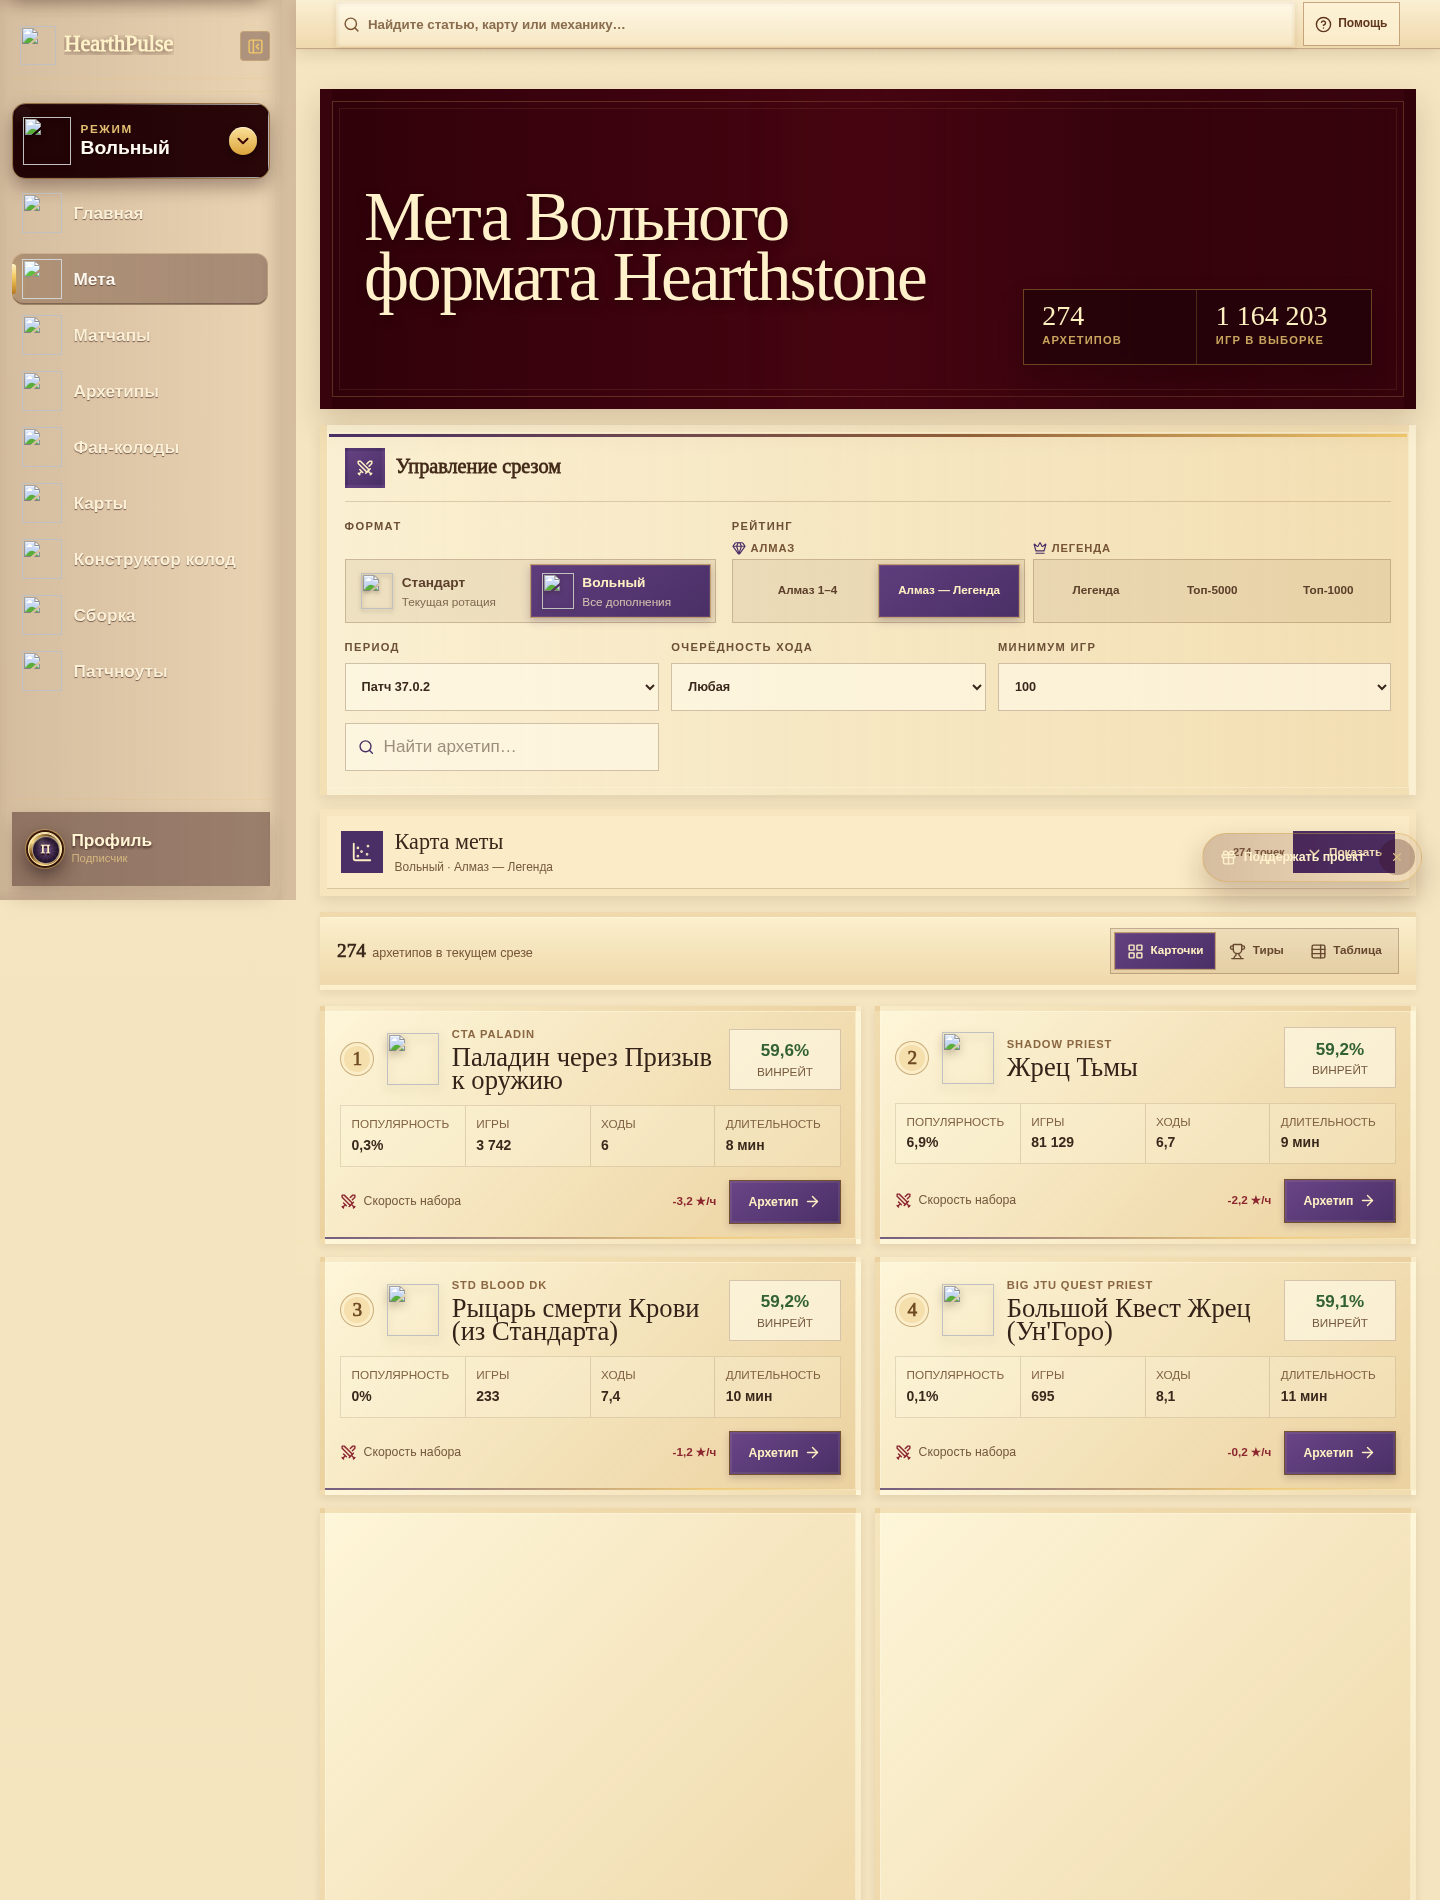 HearthPulse
РЕЖИМ
Вольный
Главная
Мета
Матчапы
Архетипы
Фан-колоды
Карты
Конструктор колод
Сборка
Патчноуты
П
Профиль
Подписчик
Найдите статью, карту или механику…
Помощь
Мета Вольного
формата Hearthstone
274
АРХЕТИПОВ
1 164 203
ИГР В ВЫБОРКЕ
Управление срезом
ФОРМАТ
Стандарт
Текущая ротация
Вольный
Все дополнения
РЕЙТИНГ
АЛМАЗ
Алмаз 1–4
Алмаз — Легенда
ЛЕГЕНДА
Легенда
Топ-5000
Топ-1000
ПЕРИОД
Патч 37.0.2
ОЧЕРЁДНОСТЬ ХОДА
Любая
МИНИМУМ ИГР
100
Найти архетип…
Карта меты
Вольный · Алмаз — Легенда
274 точек
Показать
Поддержать проект
274 архетипов в текущем срезе
Карточки
Тиры
Таблица
1
CTA PALADIN
Паладин через Призыв
к оружию
59,6%
ВИНРЕЙТ
ПОПУЛЯРНОСТЬ
0,3%
ИГРЫ
3 742
ХОДЫ
6
ДЛИТЕЛЬНОСТЬ
8 мин
Скорость набора
-3,2 ★/ч
Архетип
2
SHADOW PRIEST
Жрец Тьмы
59,2%
ВИНРЕЙТ
ПОПУЛЯРНОСТЬ
6,9%
ИГРЫ
81 129
ХОДЫ
6,7
ДЛИТЕЛЬНОСТЬ
9 мин
Скорость набора
-2,2 ★/ч
Архетип
3
STD BLOOD DK
Рыцарь смерти Крови
(из Стандарта)
59,2%
ВИНРЕЙТ
ПОПУЛЯРНОСТЬ
0%
ИГРЫ
233
ХОДЫ
7,4
ДЛИТЕЛЬНОСТЬ
10 мин
Скорость набора
-1,2 ★/ч
Архетип
4
BIG JTU QUEST PRIEST
Большой Квест Жрец
(Ун'Горо)
59,1%
ВИНРЕЙТ
ПОПУЛЯРНОСТЬ
0,1%
ИГРЫ
695
ХОДЫ
8,1
ДЛИТЕЛЬНОСТЬ
11 мин
Скорость набора
-0,2 ★/ч
Архетип